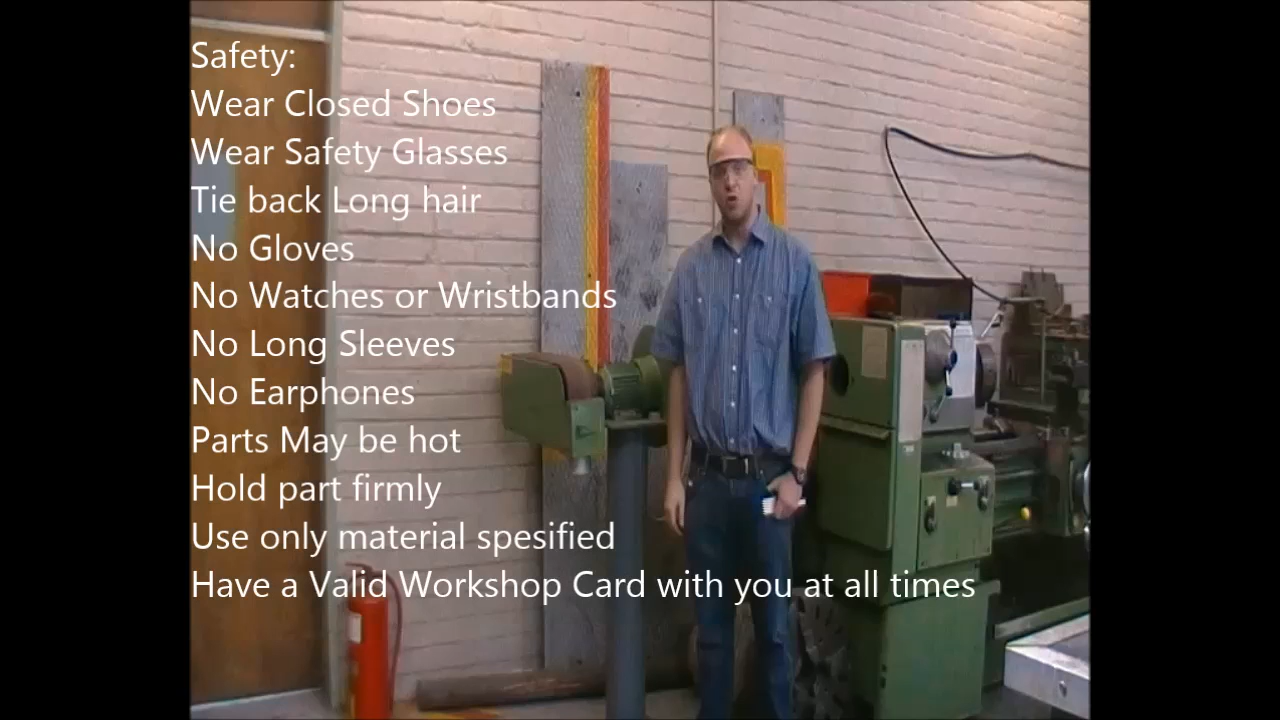 Safety:
Wear Closed Shoes
Wear Safety Glasses
Tie back Long hair
No Gloves
No Watches or Wristbands
No Long Sleeves
No Earphones
Parts May be hot
Hold part firmly
Use only material spesified
Have a Valid Workshop Card with you at all times